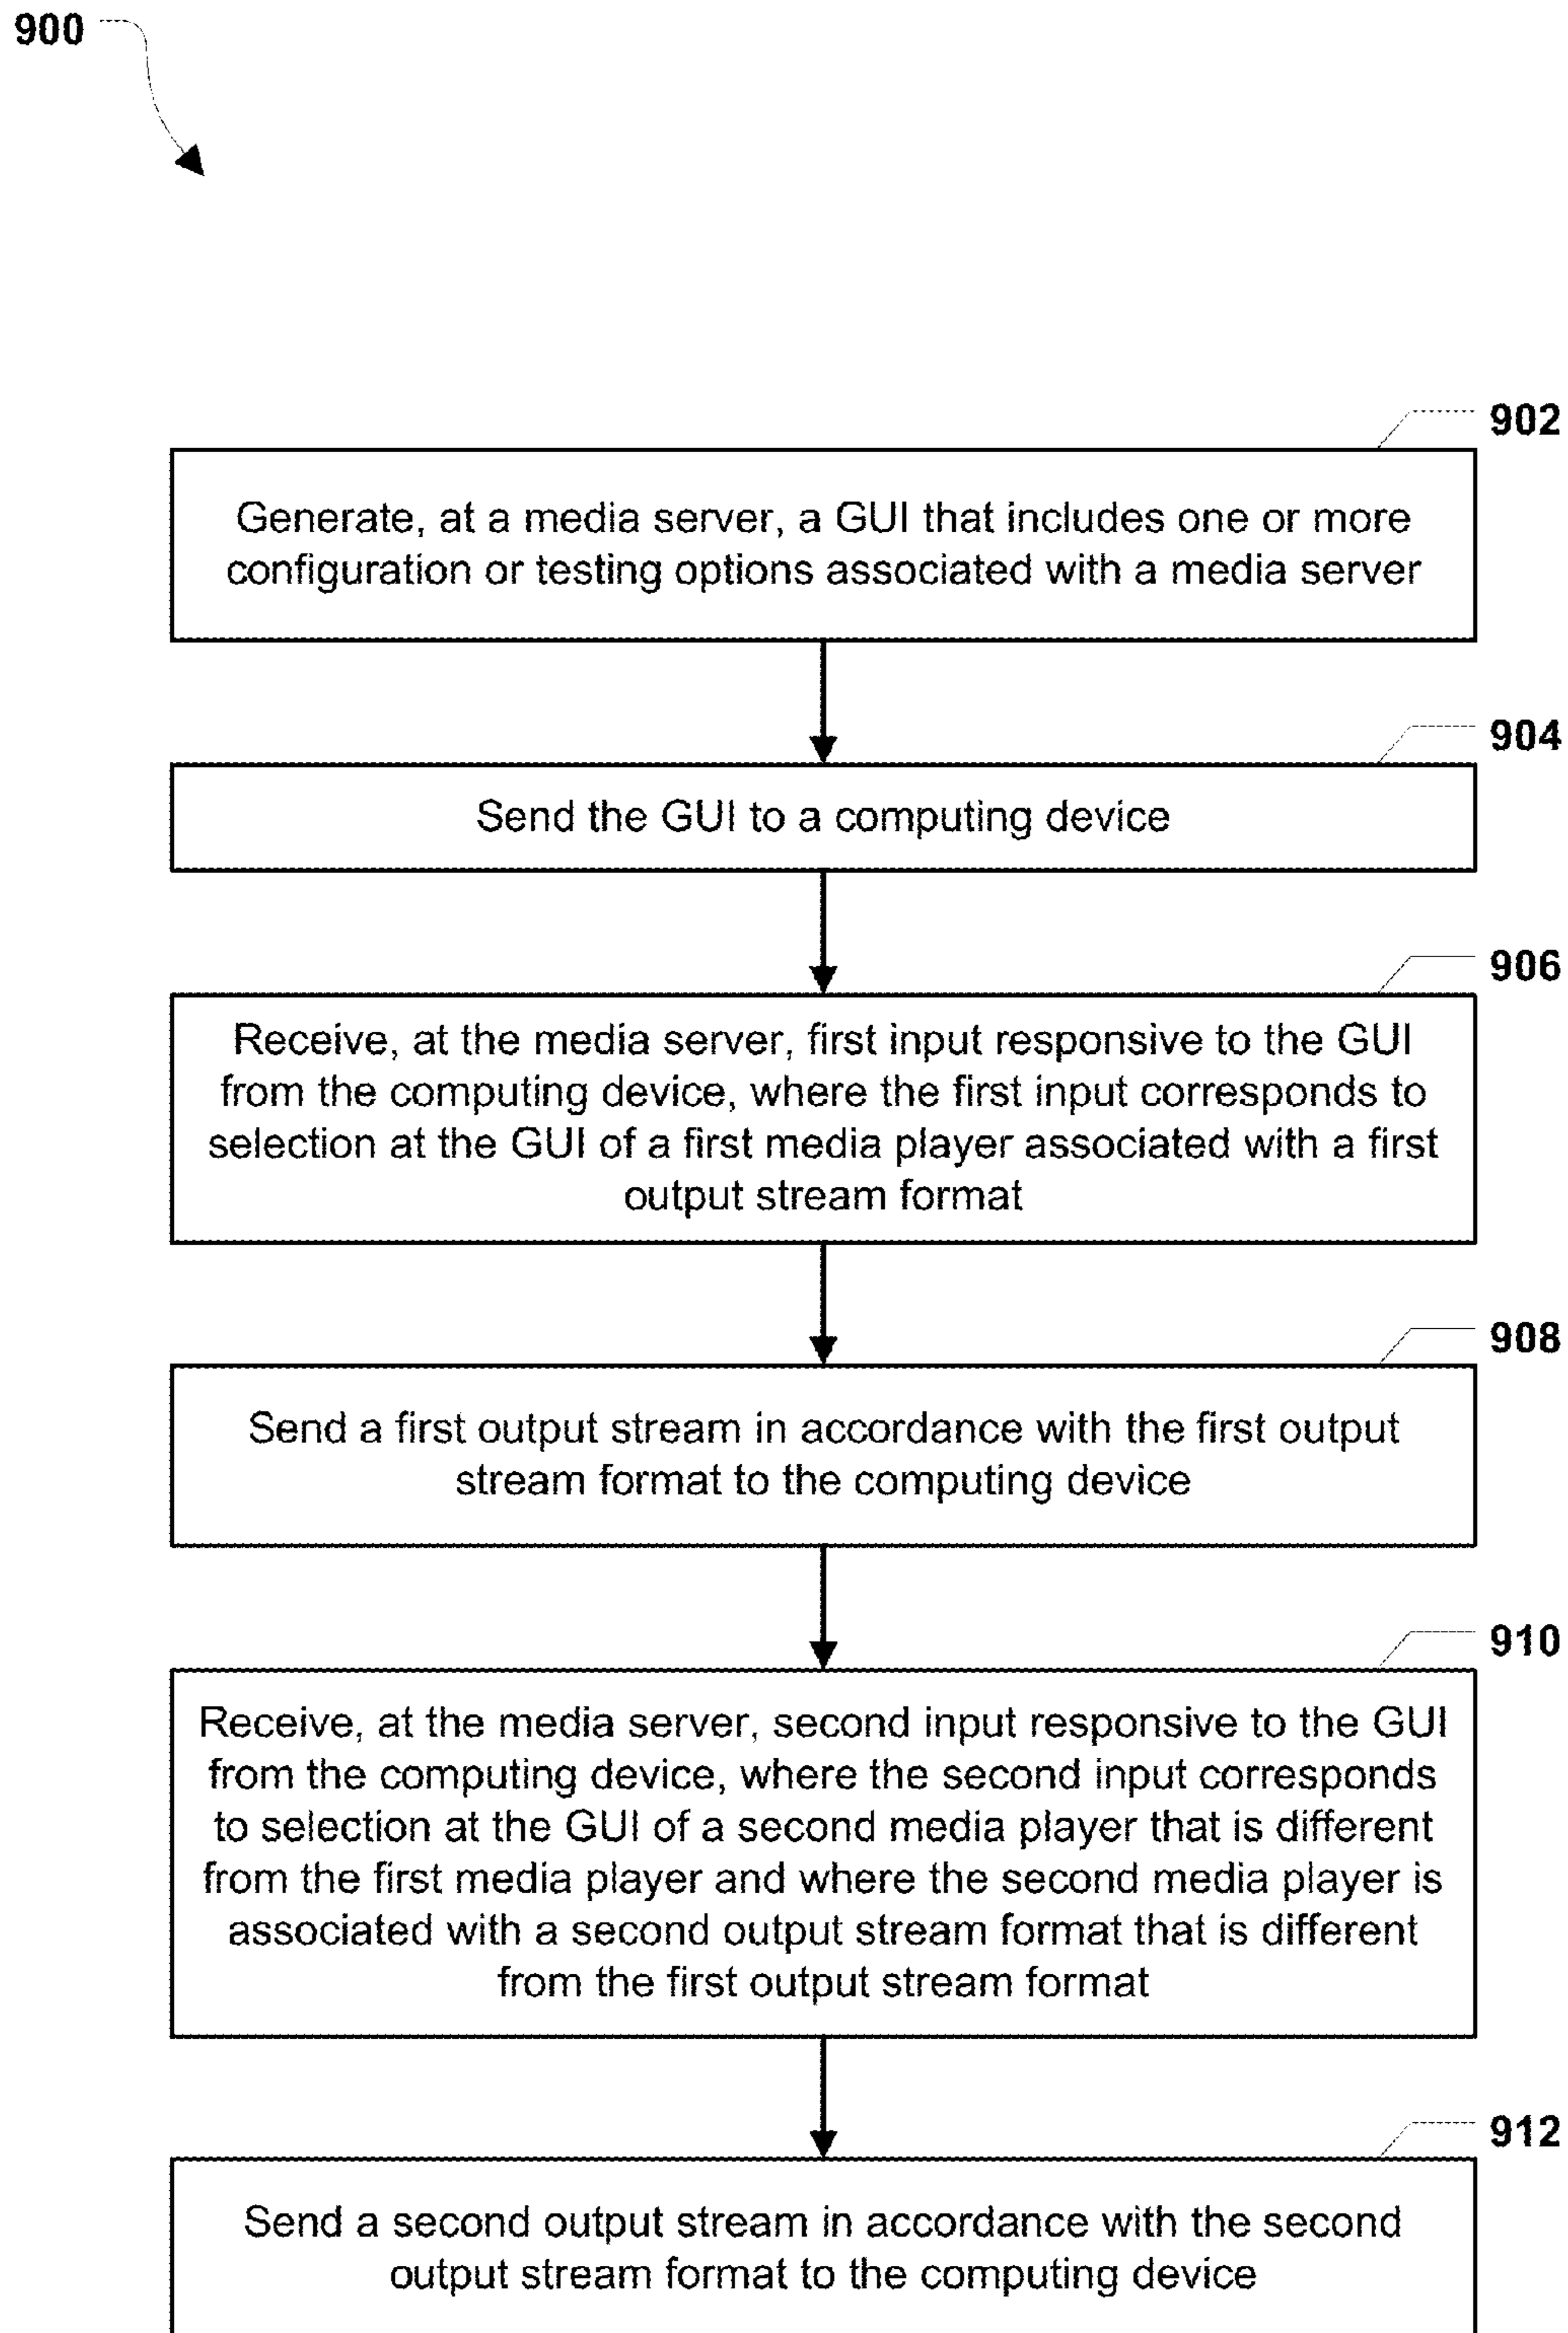 900
902
Generate, at a media server, a GUI that includes one or more
configuration or testing options associated with a media server
904
Send the GUI to a computing device
906
Receive, at the media server, first input responsive to the GUI
from the computing device, where the first input corresponds to
selection at the GUI of a first media player associated with a first
output stream format
908
Send a first output stream in accordance with the first output
stream format to the computing device
910
Receive, at the media server, second input responsive to the GUI
from the computing device, where the second input corresponds
to selection at the GUI of a second media player that is different
from the first media player and where the second media player is
associated with a second output stream format that is different
from the first output stream format
912
Send a second output stream in accordance with the second
output stream format to the computing device